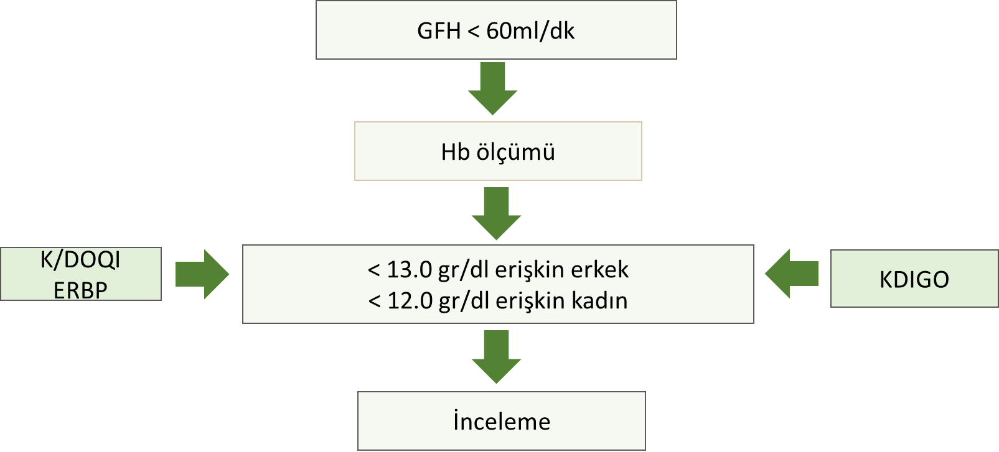 GFH < 60ml/dk
Hb ölçümü
K/DOQI
ERBP
< 13.0 gr/dl erişkin erkek
< 12.0 gr/dl erişkin kadın
KDIGO
İnceleme